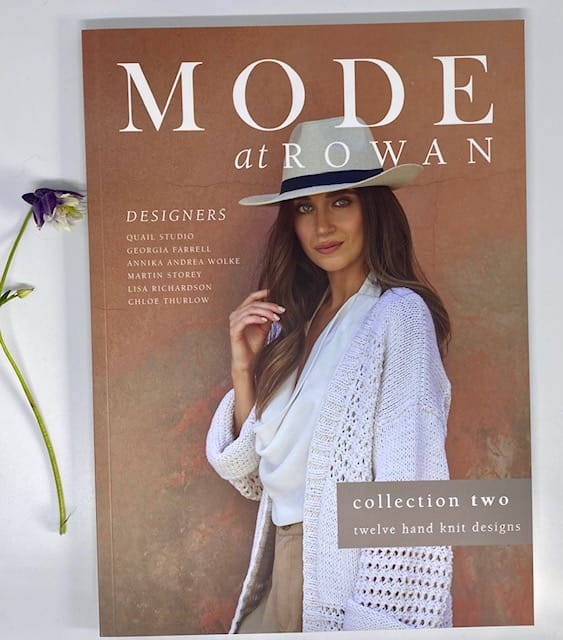 MODE
at ROWAN
DESIGNERS
QUAIL STUDIO
GEORGIA FARRELL
ANNIKA ANDREA WOLKE
MARTIN STOREY
LISA RICHARDSON
CHLOE THURLOW
collection two
twelve hand knit designs